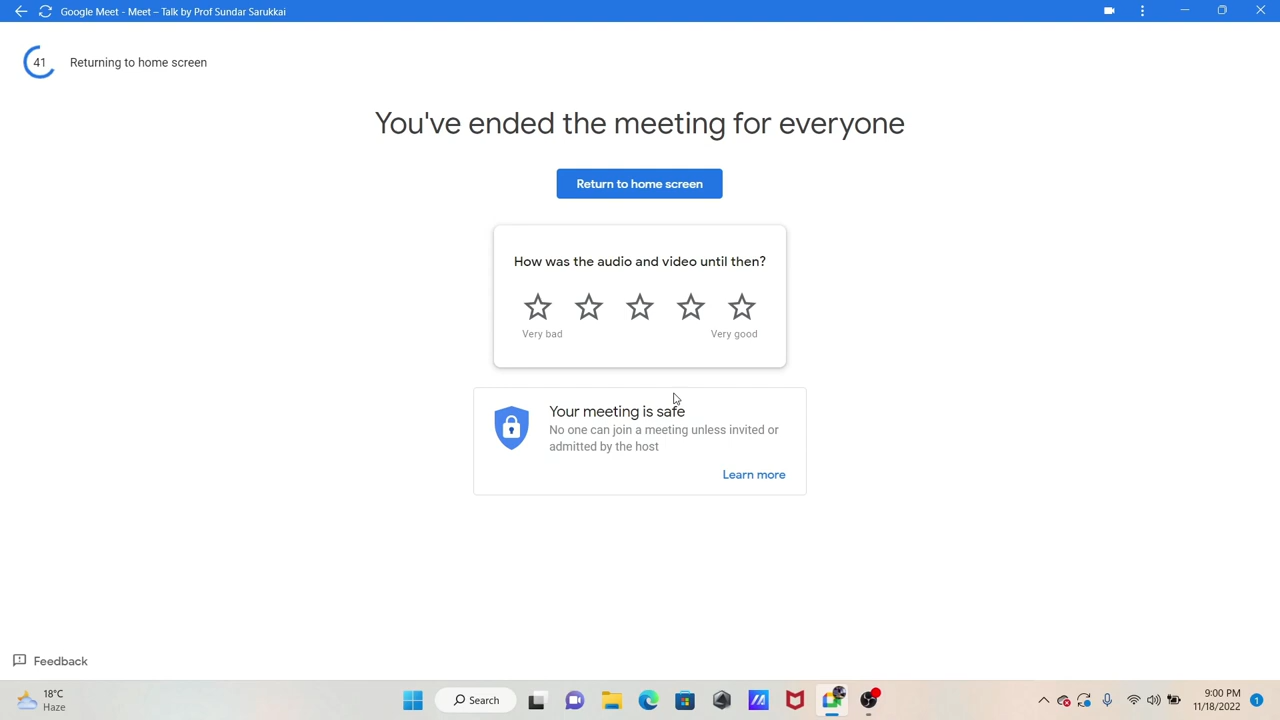 Google Meet - Meet – Talk by Prof Sundar Sarukkai
41
Returning to home screen
You've ended the meeting for everyone
Return to home screen
How was the audio and video until then?
Very bad
Very good
Your meeting is safe
No one can join a meeting unless invited or
admitted by the host
Learn more
Feedback
18°C
Haze
Search
9:00 PM
11/18/2022
1